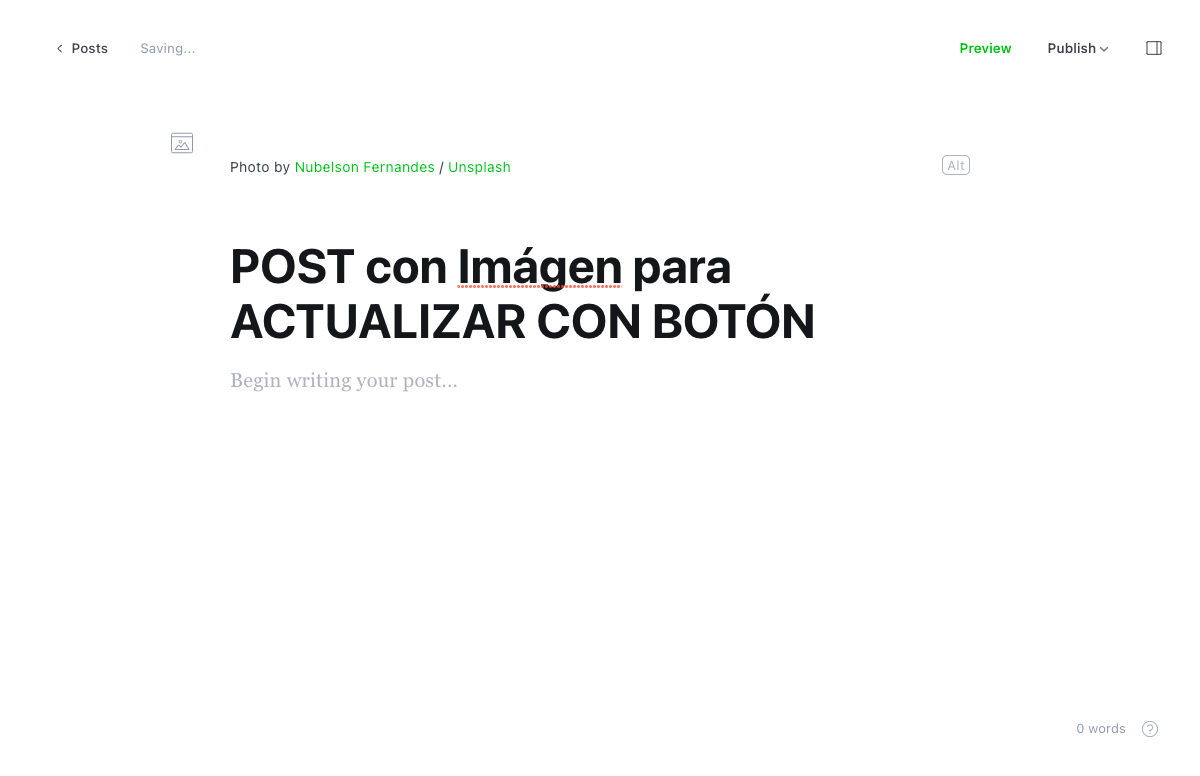 Posts
Saving...
Preview
Publish
Photo by Nubelson Fernandes / Unsplash
Alt
POST con Imágen para
ACTUALIZAR CON BOTÓN
Begin writing your post...
0 words
?